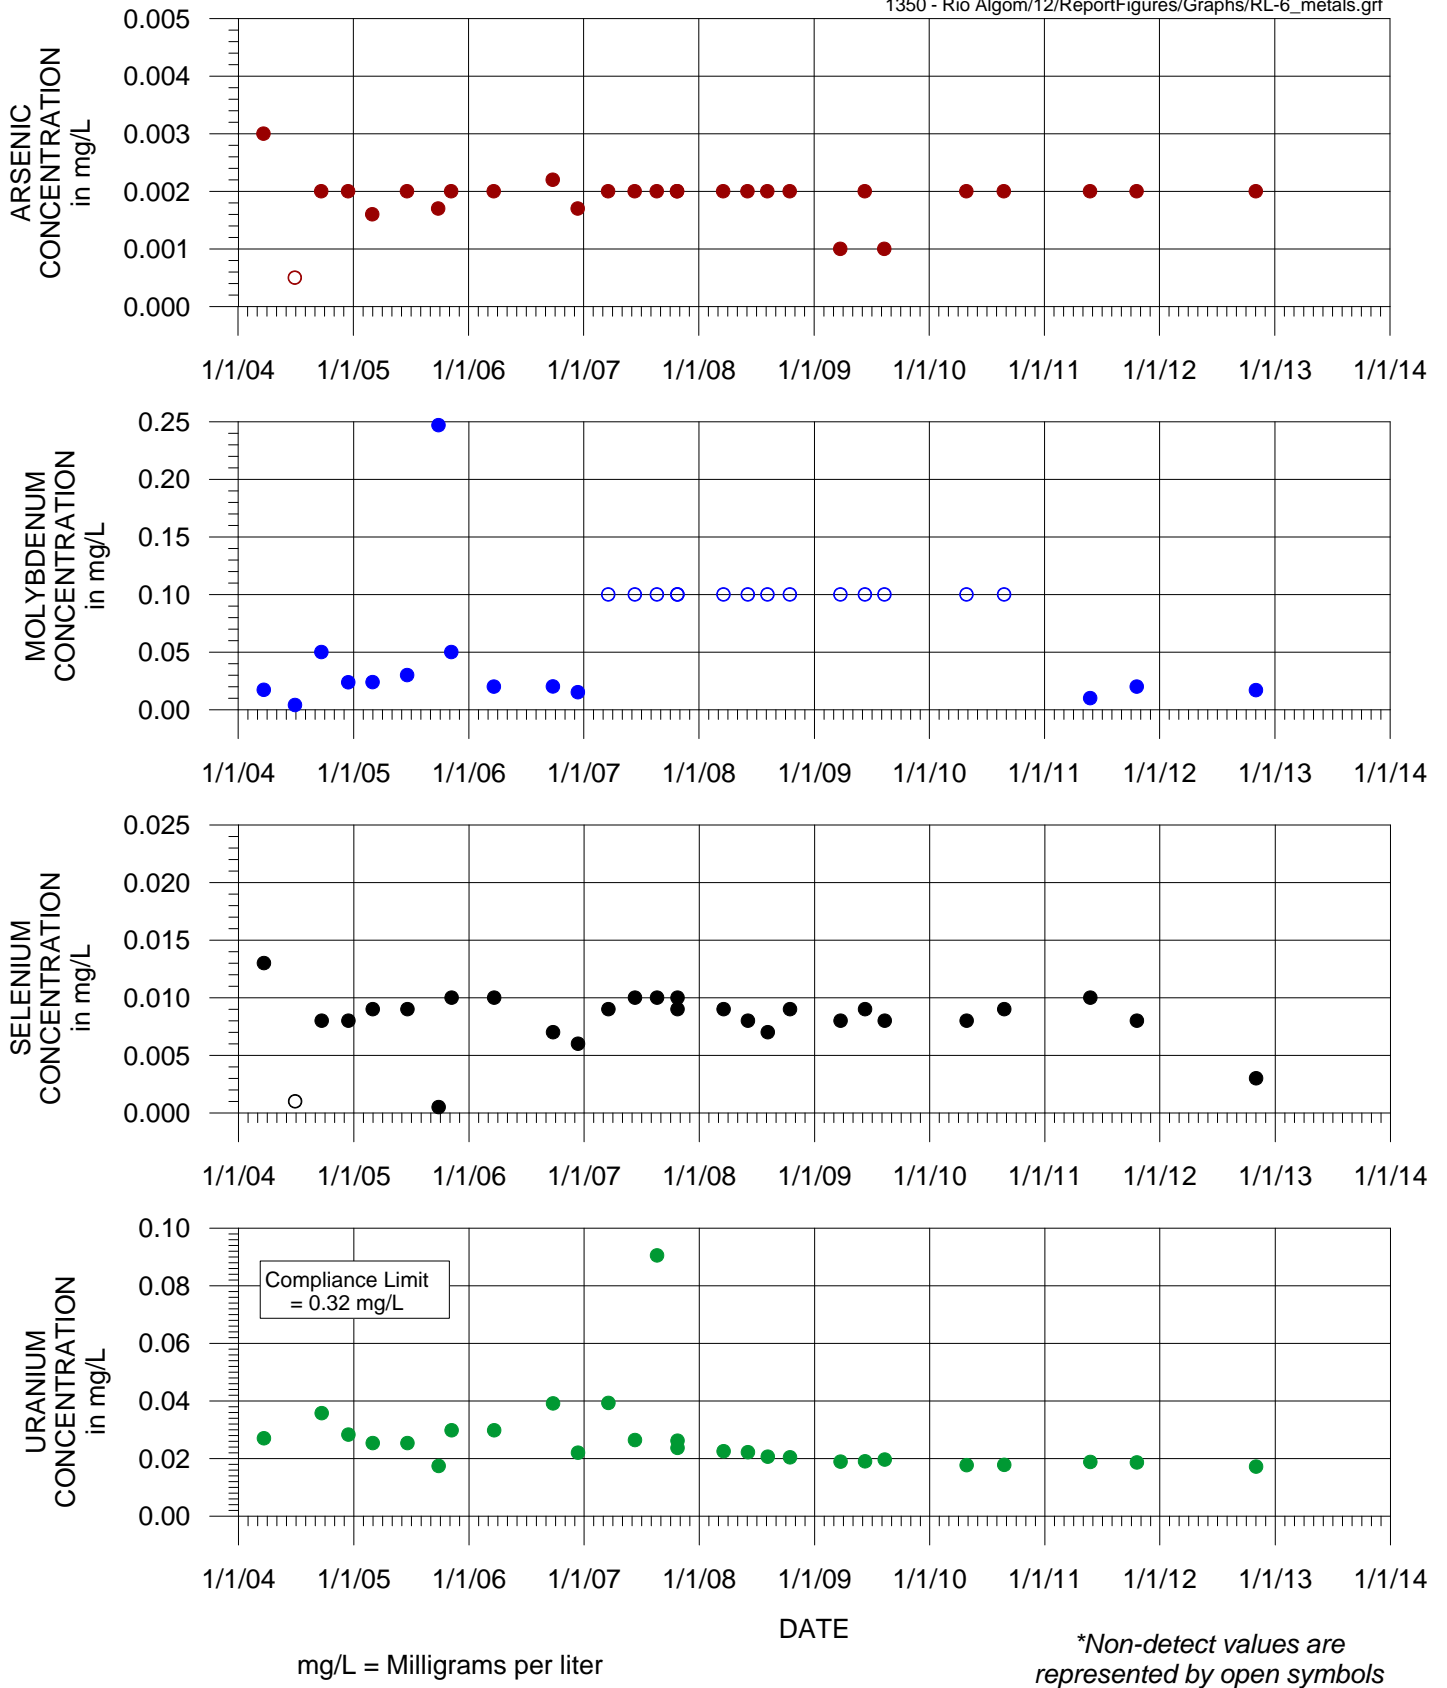 1350 - Rio Algom/12/ReportFigures/Graphs/RL-6_metals.grf
ARSENIC
CONCENTRATION
in mg/L
0.005
0.004
0.003
0.002
0.001
0.000
1/1/04 1/1/05 1/1/06 1/1/07 1/1/08 1/1/09 1/1/10 1/1/11 1/1/12 1/1/13 1/1/14
MOLYBDENUM
CONCENTRATION
in mg/L
0.25
0.20
0.15
0.10
0.05
0.00
1/1/04 1/1/05 1/1/06 1/1/07 1/1/08 1/1/09 1/1/10 1/1/11 1/1/12 1/1/13 1/1/14
SELENIUM
CONCENTRATION
in mg/L
0.025
0.020
0.015
0.010
0.005
0.000
1/1/04 1/1/05 1/1/06 1/1/07 1/1/08 1/1/09 1/1/10 1/1/11 1/1/12 1/1/13 1/1/14
URANIUM
CONCENTRATION
in mg/L
0.10
0.08
0.06
0.04
0.02
0.00
Compliance Limit
= 0.32 mg/L
1/1/04 1/1/05 1/1/06 1/1/07 1/1/08 1/1/09 1/1/10 1/1/11 1/1/12 1/1/13 1/1/14
DATE
mg/L = Milligrams per liter
*Non-detect values are
represented by open symbols